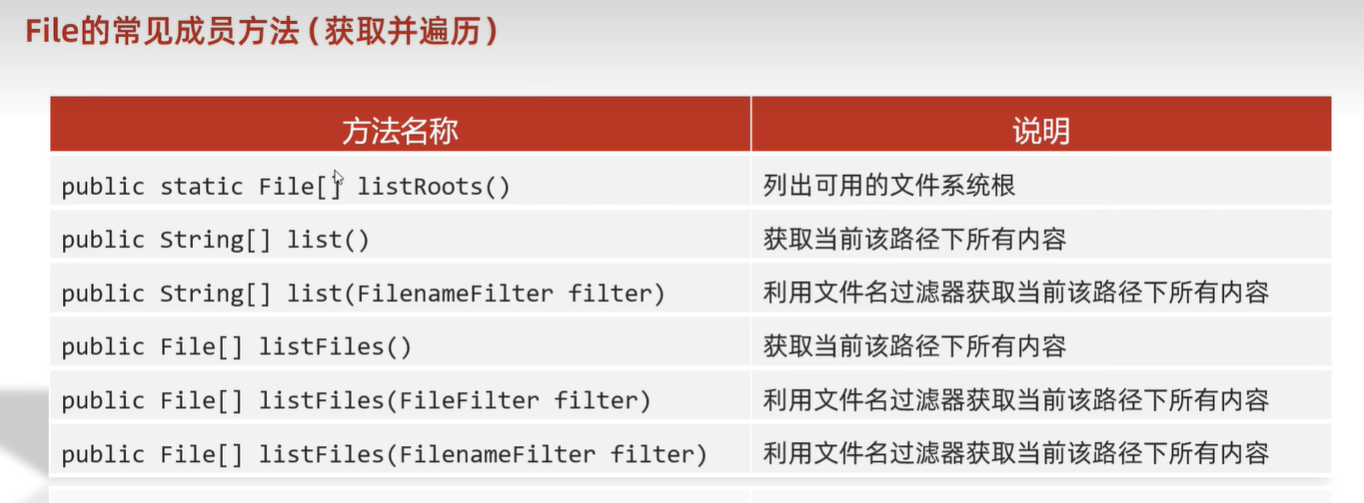 File的常见成员方法(获取并遍历)
方法名称 说明
public static File[] listRoots() 列出可用的文件系统根
public String[] list() 获取当前该路径下所有内容
public String[] list(FilenameFilter filter) 利用文件名过滤器获取当前该路径下所有内容
public File[] listFiles() 获取当前该路径下所有内容
public File[] listFiles(FileFilter filter) 利用文件名过滤器获取当前该路径下所有内容
public File[] listFiles(FilenameFilter filter) 利用文件名过滤器获取当前该路径下所有内容